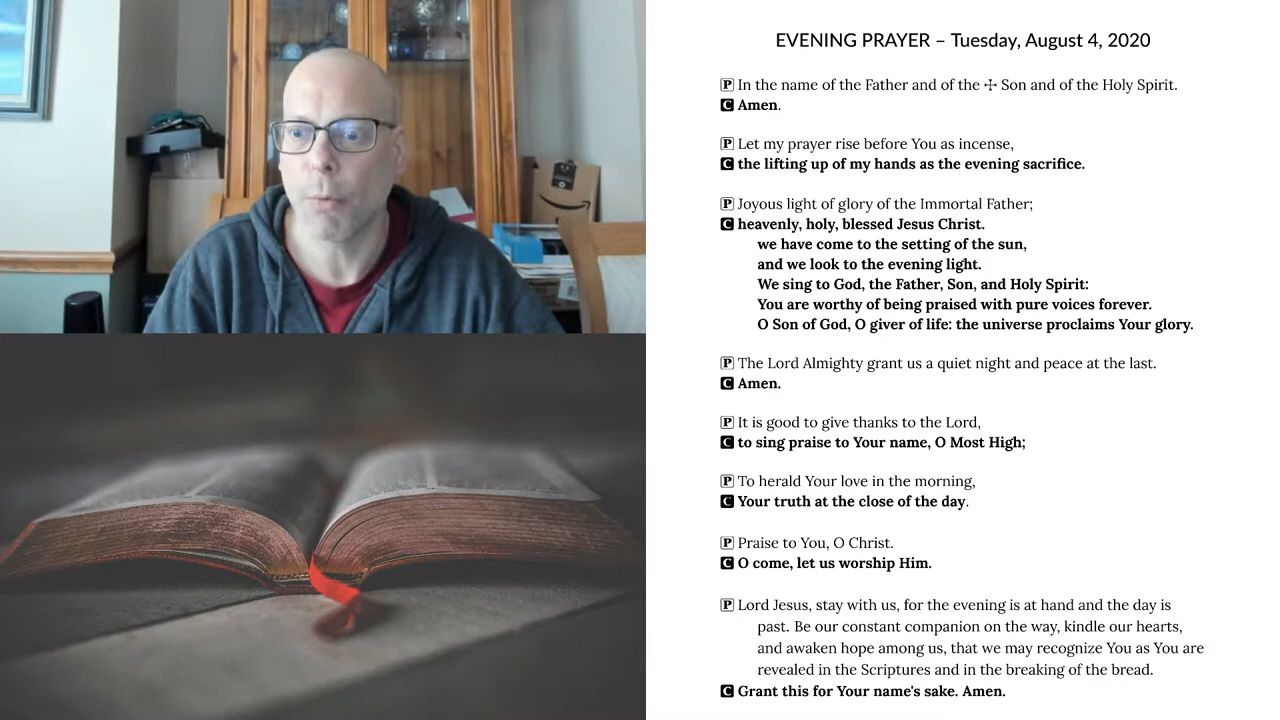 EVENING PRAYER – Tuesday, August 4, 2020
P In the name of the Father and of the ☩ Son and of the Holy Spirit.
C Amen.
P Let my prayer rise before You as incense,
C the lifting up of my hands as the evening sacrifice.
P Joyous light of glory of the Immortal Father;
C heavenly, holy, blessed Jesus Christ.
we have come to the setting of the sun,
and we look to the evening light.
We sing to God, the Father, Son, and Holy Spirit:
You are worthy of being praised with pure voices forever.
O Son of God, O giver of life: the universe proclaims Your glory.
P The Lord Almighty grant us a quiet night and peace at the last.
C Amen.
P It is good to give thanks to the Lord,
C to sing praise to Your name, O Most High;
P To herald Your love in the morning,
C Your truth at the close of the day.
P Praise to You, O Christ.
C O come, let us worship Him.
P Lord Jesus, stay with us, for the evening is at hand and the day is
past. Be our constant companion on the way, kindle our hearts,
and awaken hope among us, that we may recognize You as You are
revealed in the Scriptures and in the breaking of the bread.
C Grant this for Your name's sake. Amen.